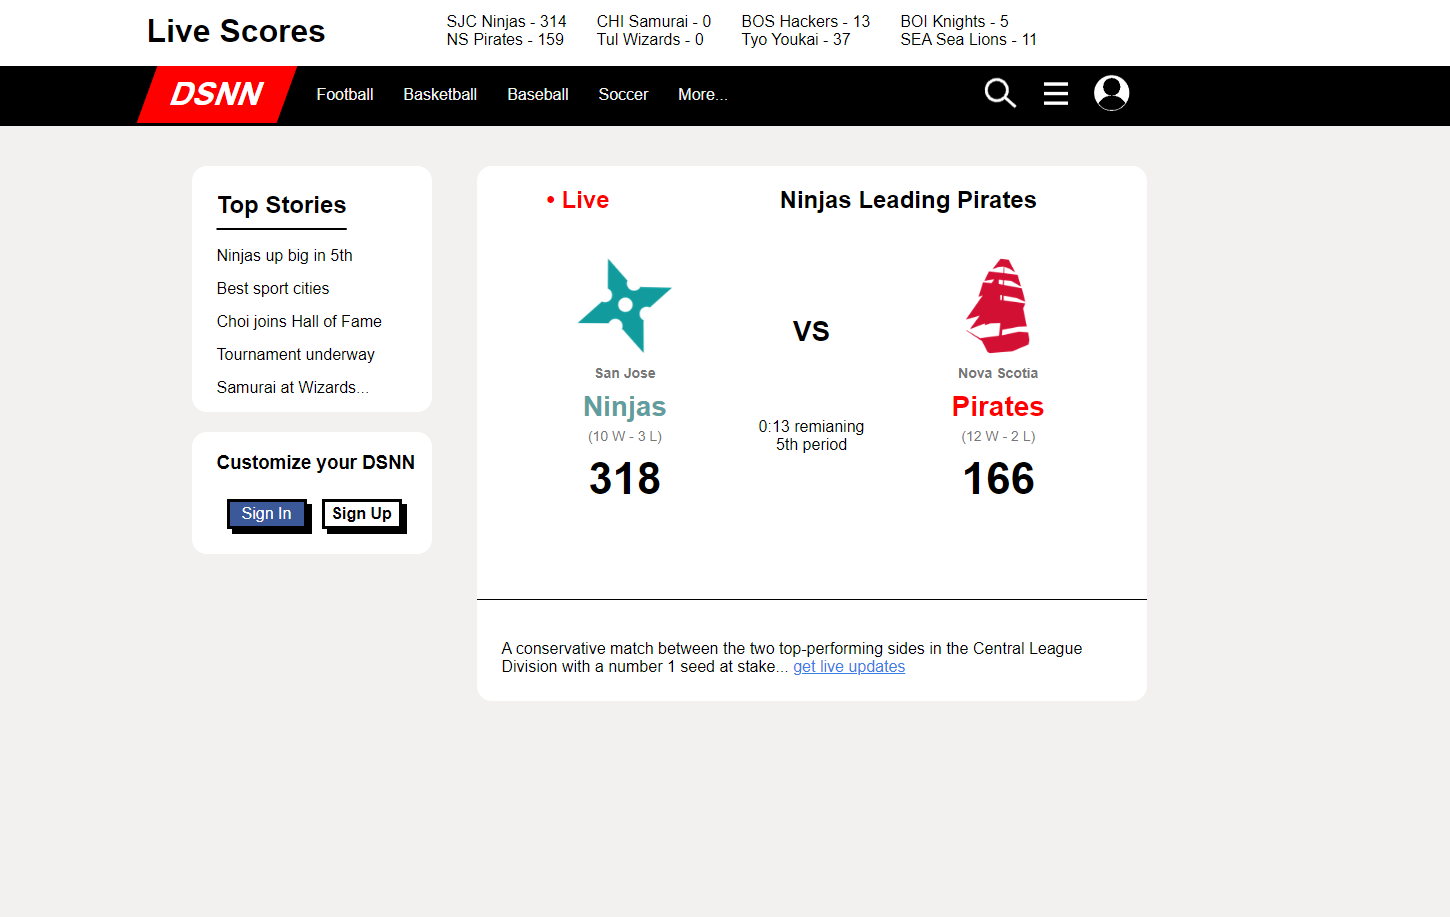 Live Scores
SJC Ninjas - 314
NS Pirates - 159
CHI Samurai - 0
Tul Wizards - 0
BOS Hackers - 13
Tyo Youkai - 37
BOI Knights - 5
SEA Sea Lions - 11
DSNN
Football
Basketball
Baseball
Soccer
More...
Top Stories
Ninjas up big in 5th
Best sport cities
Choi joins Hall of Fame
Tournament underway
Samurai at Wizards...
Customize your DSNN
Sign In
Sign Up
• Live
Ninjas Leading Pirates
San Jose
Ninjas
(10 W - 3 L)
318
VS
0:13 remianing
5th period
Nova Scotia
Pirates
(12 W - 2 L)
166
A conservative match between the two top-performing sides in the Central League
Division with a number 1 seed at stake... get live updates